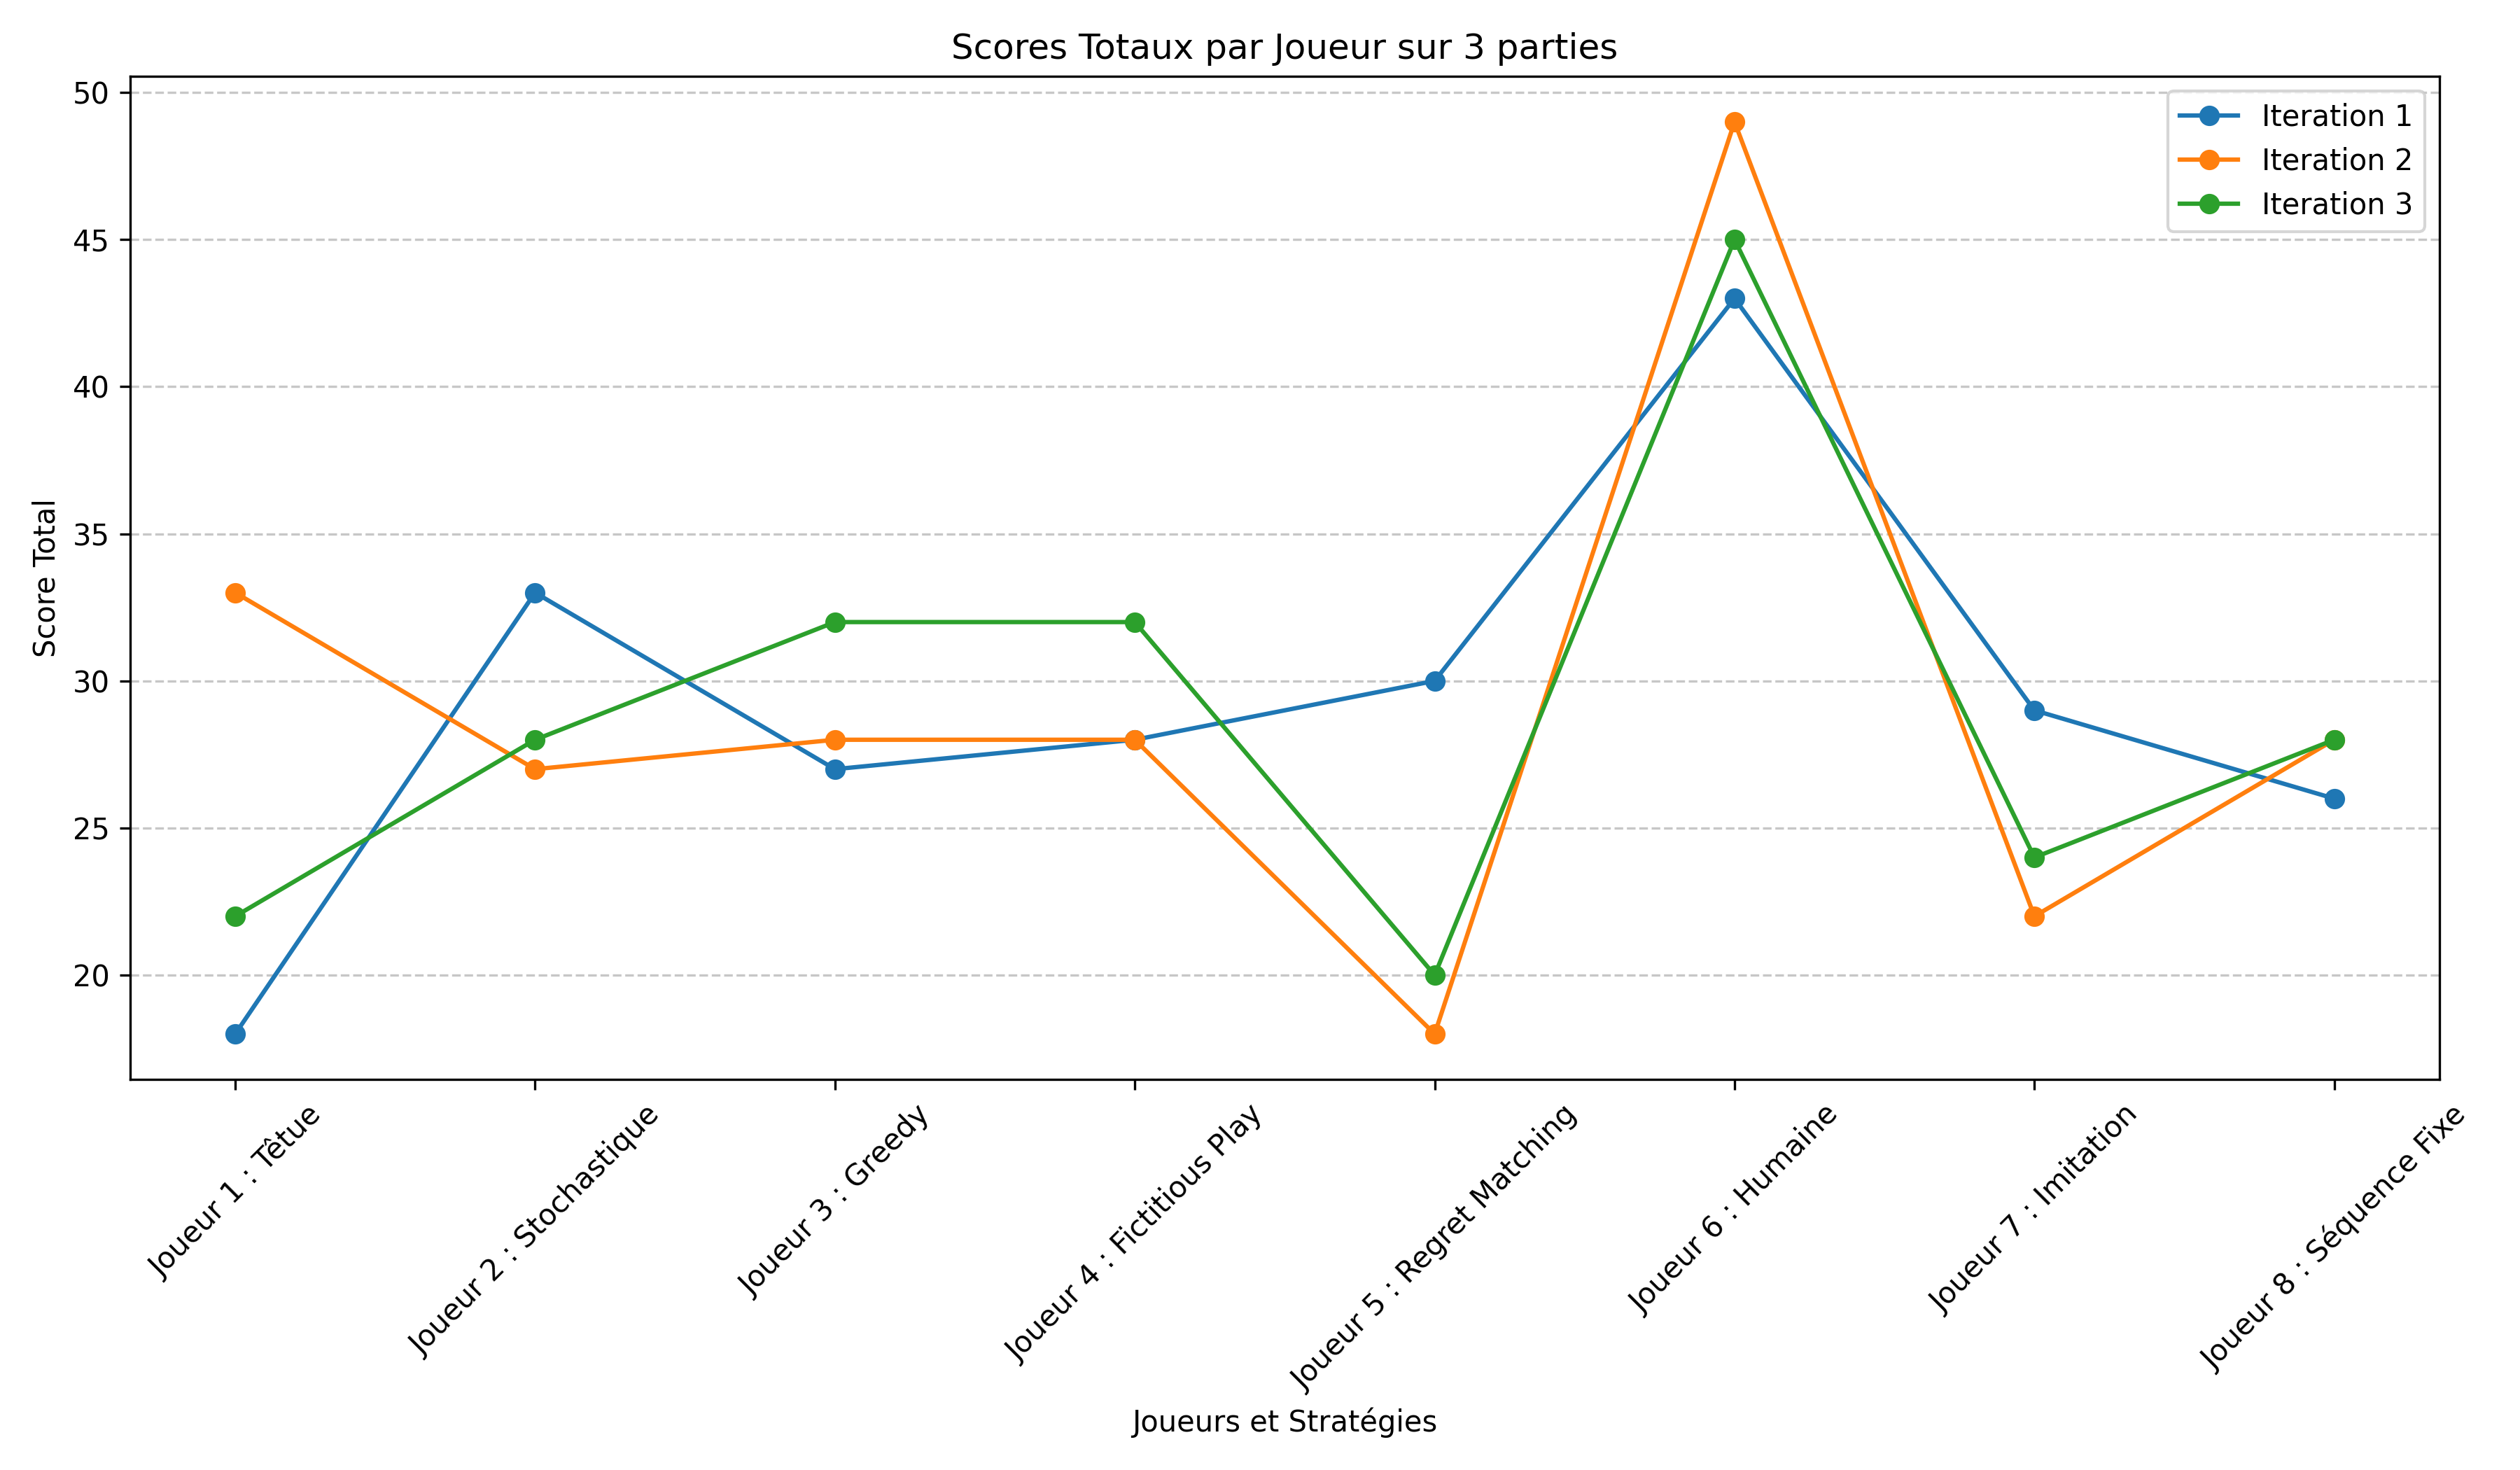 Scores Totaux par Joueur sur 3 parties
50
45
40
35
30
25
20
Score Total
Iteration 1
Iteration 2
Iteration 3
Joueur 1 : Têtue
Joueur 2 : Stochastique
Joueur 3 : Greedy
Joueur 4 : Fictitious Play
Joueur 5 : Regret Matching
Joueur 6 : Humaine
Joueur 7 : Imitation
Joueur 8 : Séquence Fixe
Joueurs et Stratégies